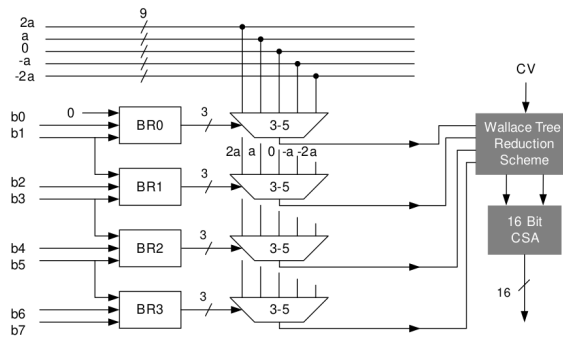 9
2a
a
0
-a
-2a
CV
0
b0
b1
BR0
3
3-5
2a a 0 -a -2a
Wallace Tree
Reduction
Scheme
b2
b3
BR1
3
3-5
16 Bit
CSA
b4
b5
BR2
3
3-5
16
b6
b7
BR3
3
3-5